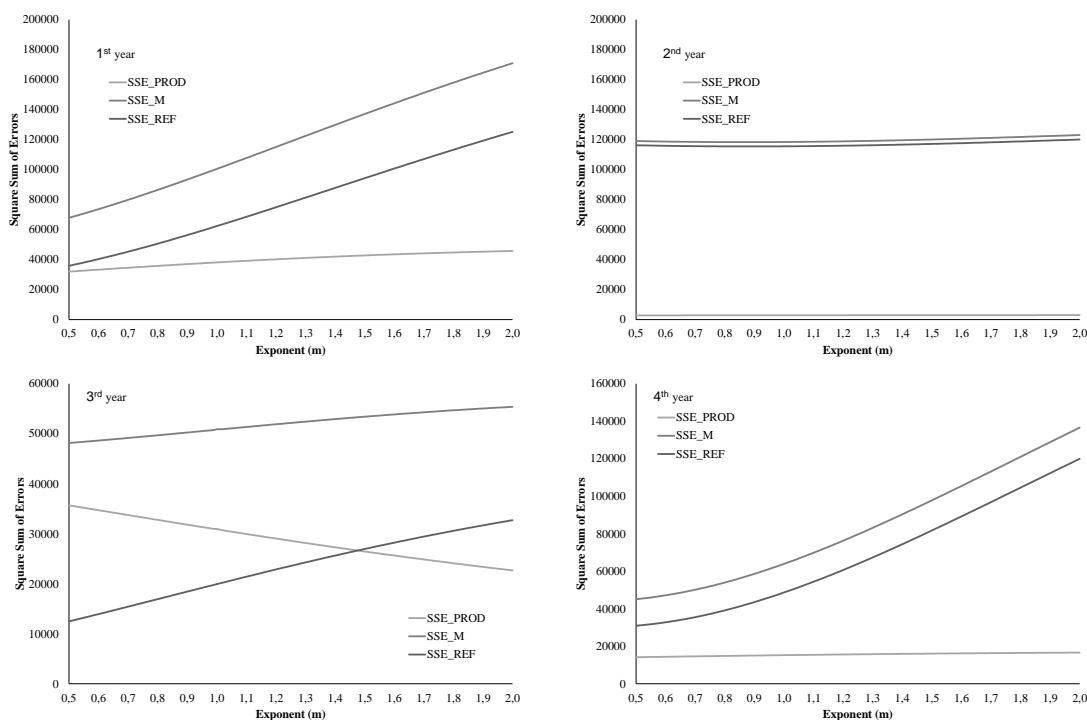 1st year
SSE_PROD
SSE_M
SSE_REF
Square Sum of Errors
200000
180000
160000
140000
120000
100000
80000
60000
40000
20000
0
0,5 0,6 0,7 0,8 0,9 1,0 1,1 1,2 1,3 1,4 1,5 1,6 1,7 1,8 1,9 2,0
Exponent (m)
2nd year
SSE_PROD
SSE_M
SSE_REF
Square Sum of Errors
200000
180000
160000
140000
120000
100000
80000
60000
40000
20000
0
0,5 0,6 0,7 0,8 0,9 1,0 1,1 1,2 1,3 1,4 1,5 1,6 1,7 1,8 1,9 2,0
Exponent (m)
3rd year
Square Sum of Errors
60000
50000
40000
30000
20000
10000
0
SSE_PROD
SSE_M
SSE_REF
0,5 0,6 0,7 0,8 0,9 1,0 1,1 1,2 1,3 1,4 1,5 1,6 1,7 1,8 1,9 2,0
Exponent (m)
4th year
SSE_PROD
SSE_M
SSE_REF
Square Sum of Errors
160000
140000
120000
100000
80000
60000
40000
20000
0
0,5 0,6 0,7 0,8 0,9 1,0 1,1 1,2 1,3 1,4 1,5 1,6 1,7 1,8 1,9 2,0
Exponent (m)